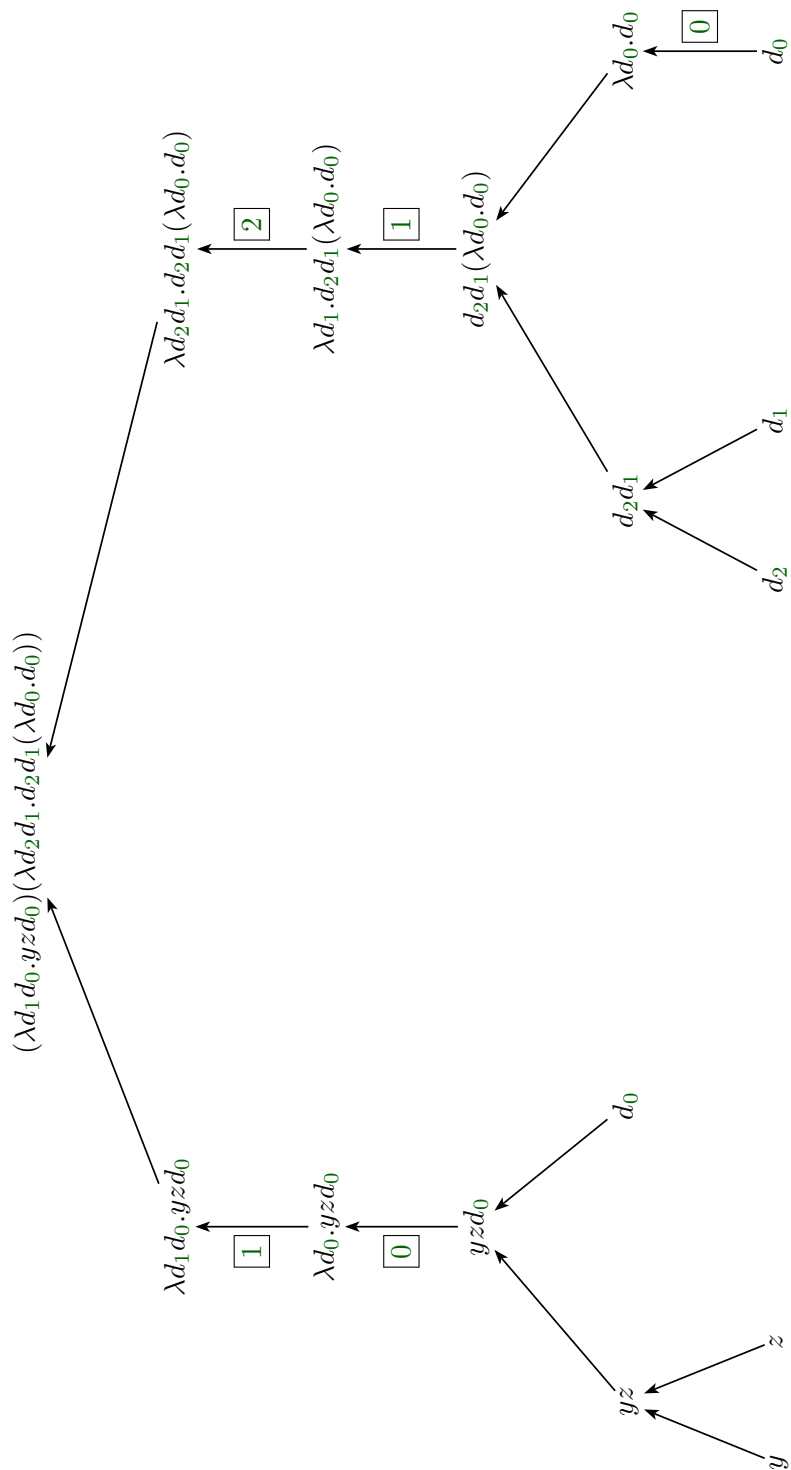 (λd₁d₀.yzd₀)(λd₂d₁.d₂d₁(λd₀.d₀))
λd₁d₀.yzd₀
λd₂d₁.d₂d₁(λd₀.d₀)
1
2
λd₀.yzd₀
λd₁.d₂d₁(λd₀.d₀)
0
1
yzd₀
d₂d₁(λd₀.d₀)
yz
d₀
d₂d₁
λd₀.d₀
0
y
z
d₂
d₁
d₀